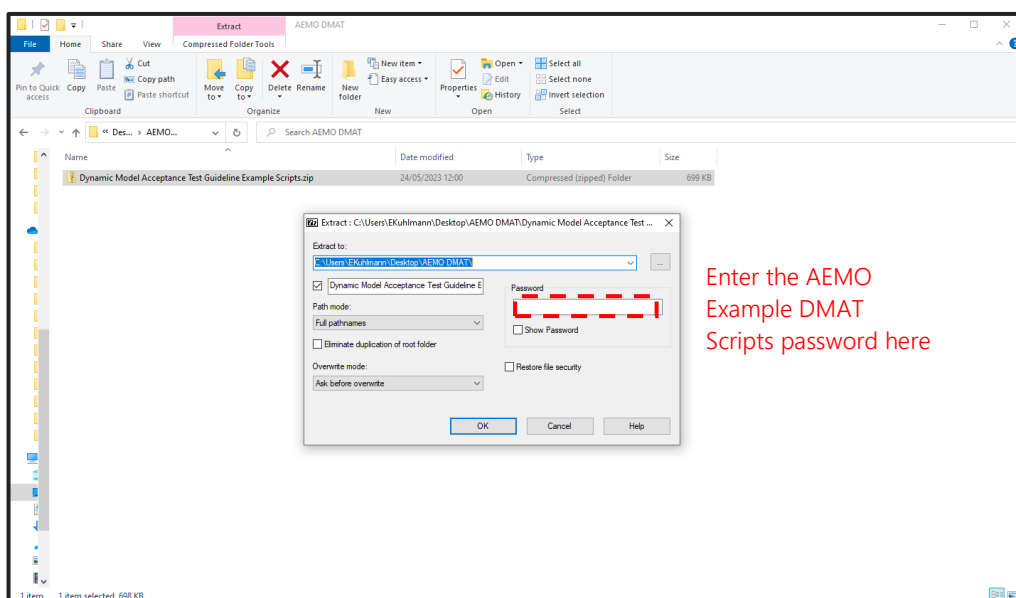 Extract
AEMO DMAT
File
Home
Share
View
Compressed Folder Tools
Pin to Quick access
Copy
Paste
Cut
Copy path
Paste shortcut
Move to
Copy to
Delete
Rename
New folder
New item
Easy access
Properties
Open
Edit
History
Select all
Select none
Invert selection
Clipboard
Organize
New
Open
Select
« Des... › AEMO...
Search AEMO DMAT
Name
Date modified
Type
Size
Dynamic Model Acceptance Test Guideline Example Scripts.zip
24/05/2023 12:00
Compressed (zipped) Folder
699 KB
Extract : C:\Users\EKuhlmann\Desktop\AEMO DMAT\Dynamic Model Acceptance Test ...
Extract to:
C:\Users\EKuhlmann\Desktop\AEMO DMAT\
...
Dynamic Model Acceptance Test Guideline E
Password
Path mode:
Full pathnames
Show Password
Eliminate duplication of root folder
Overwrite mode:
Restore file security
Ask before overwrite
OK
Cancel
Help
Enter the AEMO
Example DMAT
Scripts password here
1 item
1 item selected 698 KB